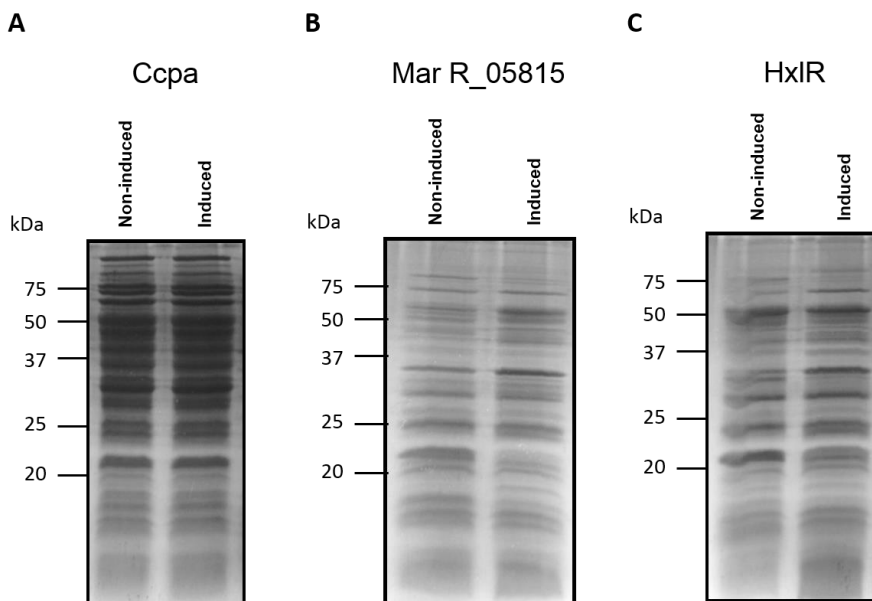 A
B
C
Ccpa
Mar R_05815
HxlR
Non-induced
Induced
Non-induced
Induced
Non-induced
Induced
kDa
kDa
kDa
75
50
37
25
20
75
50
37
25
20
75
50
37
25
20